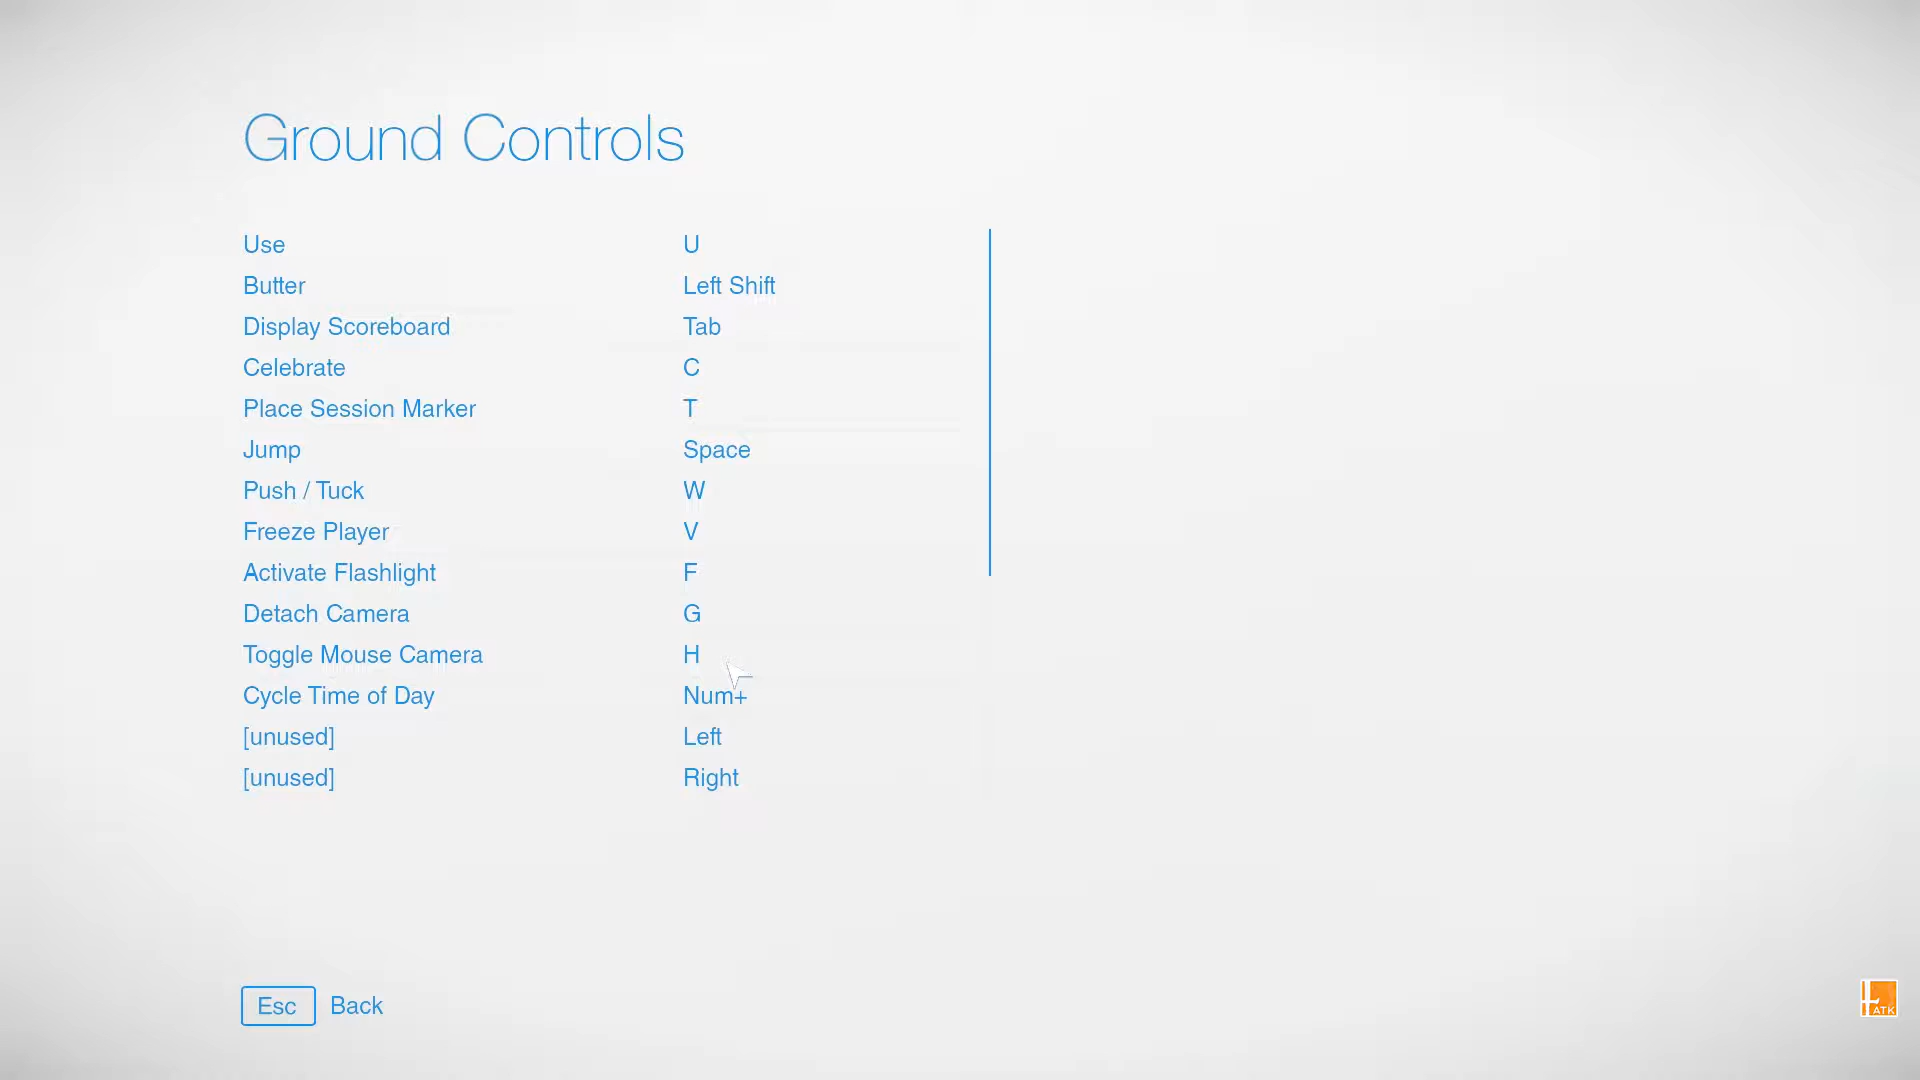 Ground Controls
Use U
Butter Left Shift
Display Scoreboard Tab
Celebrate C
Place Session Marker T
Jump Space
Push / Tuck W
Freeze Player V
Activate Flashlight F
Detach Camera G
Toggle Mouse Camera H
Cycle Time of Day Num+
[unused] Left
[unused] Right
Esc Back
ATK